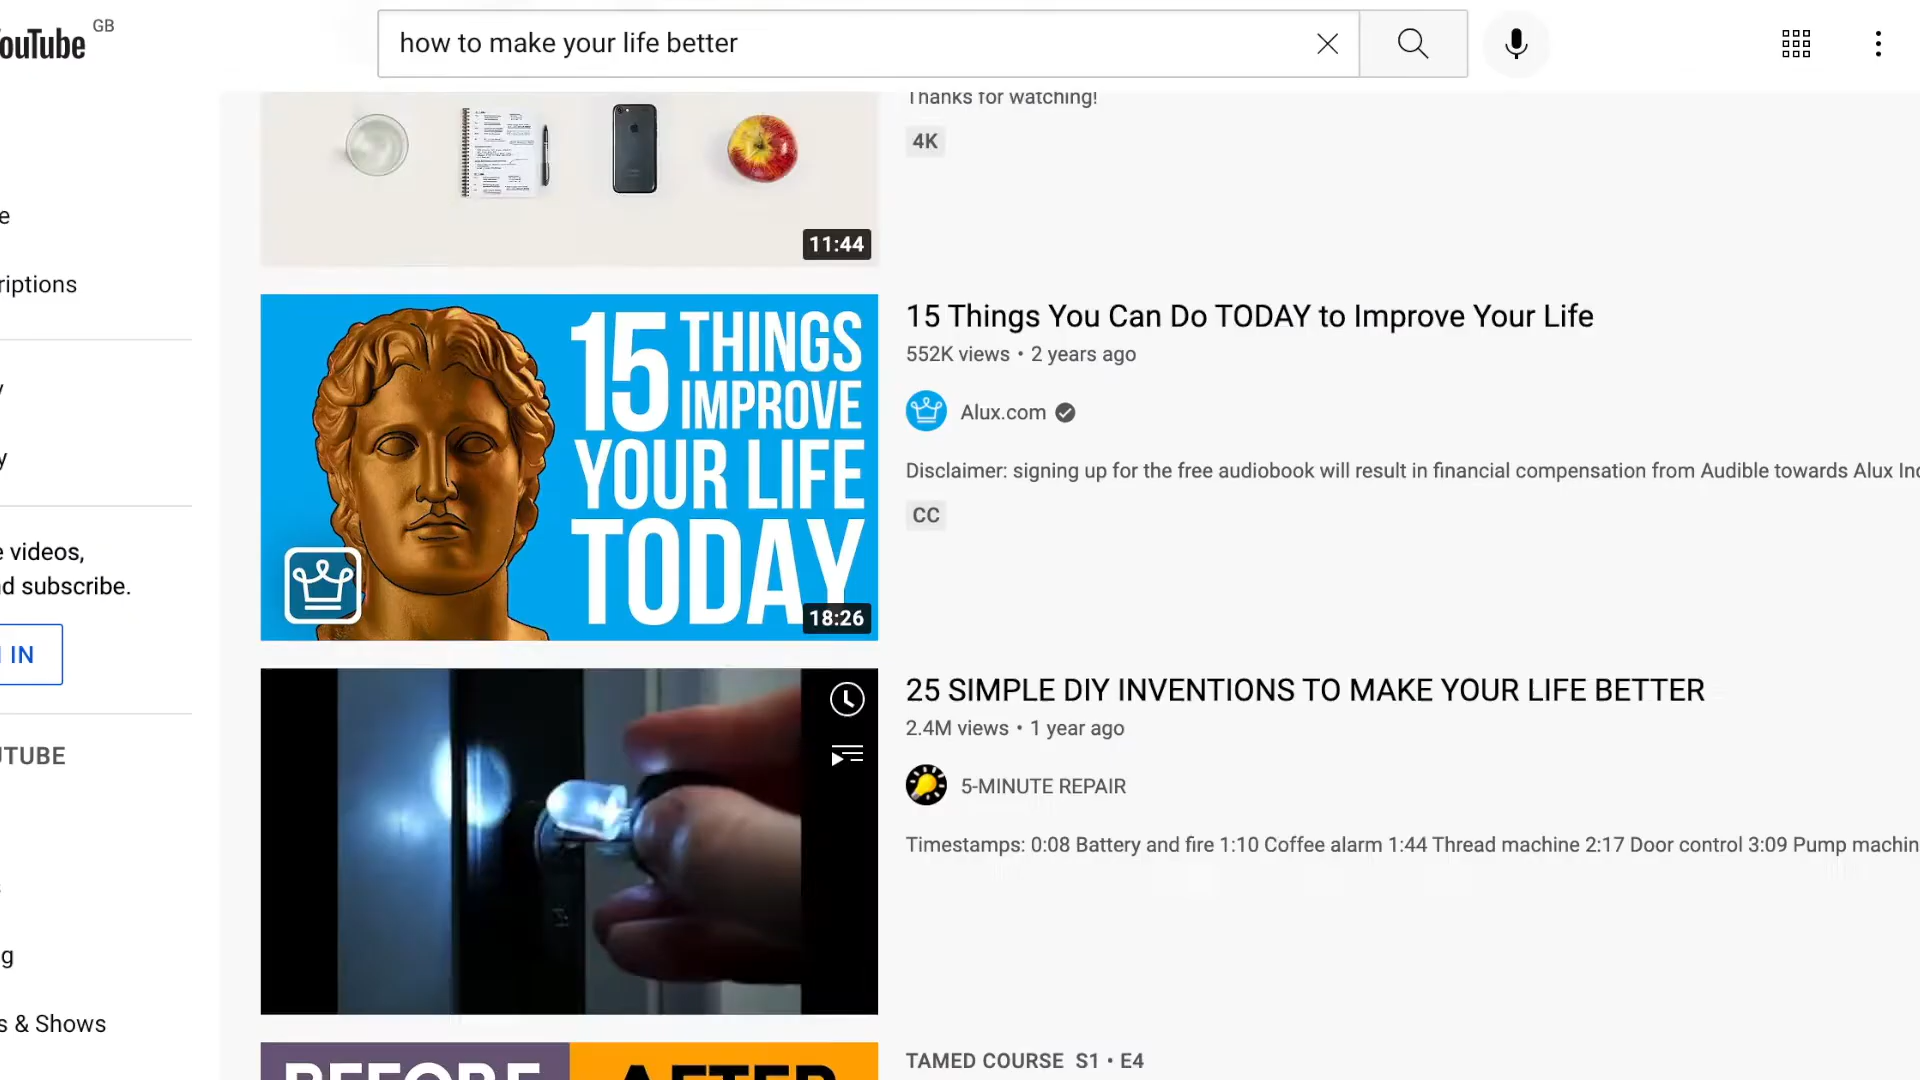 YouTube GB
how to make your life better
Thanks for watching!
4K
11:44
e
riptions
15 THINGS
IMPROVE
YOUR LIFE
TODAY
18:26
15 Things You Can Do TODAY to Improve Your Life
552K views • 2 years ago
Alux.com
Disclaimer: signing up for the free audiobook will result in financial compensation from Audible towards Alux Inc
CC
y
y
e videos,
d subscribe.
IN
UTUBE
25 SIMPLE DIY INVENTIONS TO MAKE YOUR LIFE BETTER
2.4M views • 1 year ago
5-MINUTE REPAIR
Timestamps: 0:08 Battery and fire 1:10 Coffee alarm 1:44 Thread machine 2:17 Door control 3:09 Pump machin
g
s & Shows
BEFORE AFTER
TAMED COURSE S1 • E4